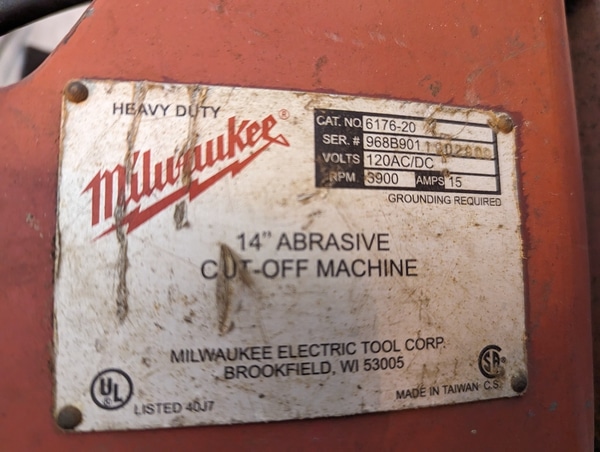 HEAVY DUTY
Milwaukee®
CAT. NO. 6176-20
SER. # 968B901
VOLTS 120AC/DC
RPM 3900 AMPS 15
GROUNDING REQUIRED
14" ABRASIVE
CUT-OFF MACHINE
MILWAUKEE ELECTRIC TOOL CORP.
BROOKFIELD, WI 53005
UL
LISTED 40J7
SA
MADE IN TAIWAN C.S.